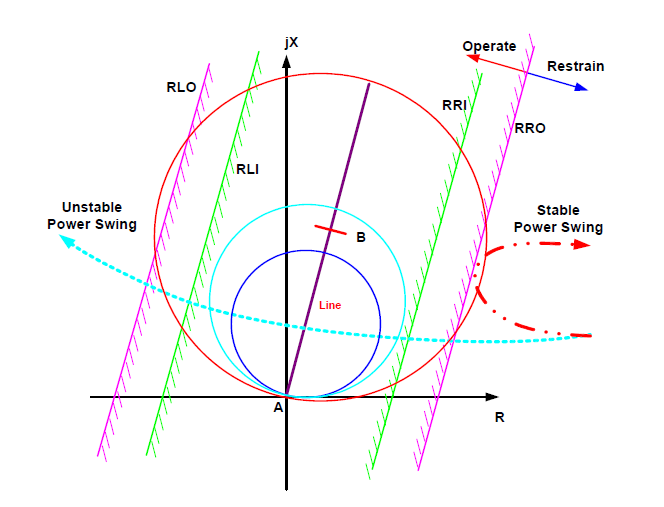 jX
Operate
Restrain
RLO
RRI
RRO
RLI
Unstable
Power Swing
Stable
Power Swing
B
Line
A
R